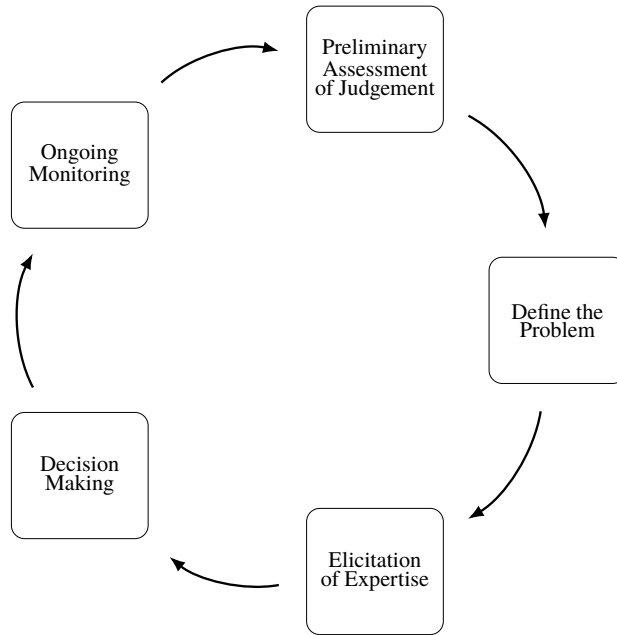 Preliminary
Assessment
of Judgement
Define the
Problem
Elicitation
of Expertise
Decision
Making
Ongoing
Monitoring